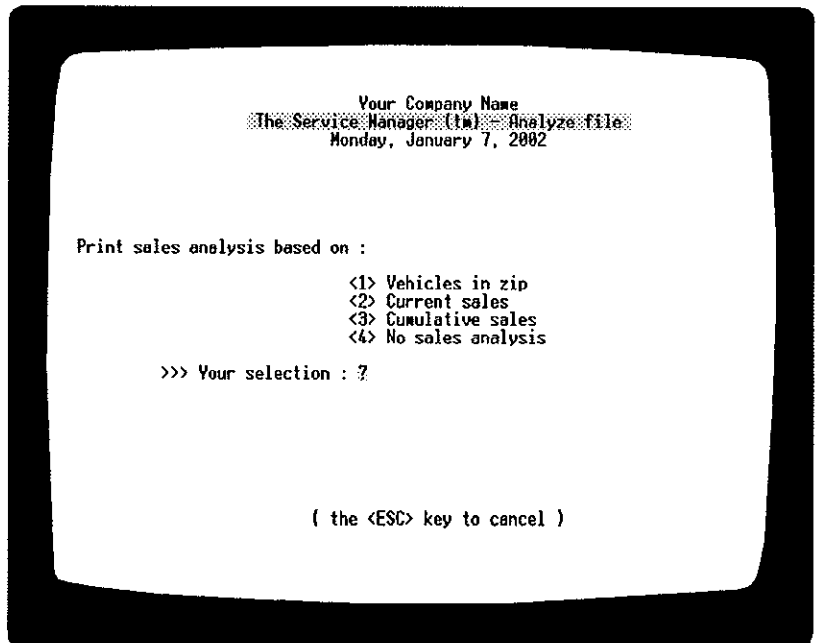 Your Company Name
The Service Manager (tm) - Analyze file
Monday, January 7, 2002
Print sales analysis based on :
<1> Vehicles in zip
<2> Current sales
<3> Cumulative sales
<4> No sales analysis
>>> Your selection : ?
( the <ESC> key to cancel )